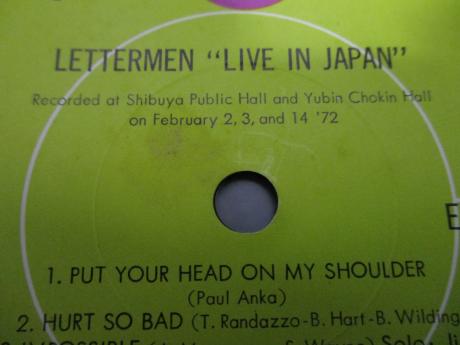 LETTERMEN "LIVE IN JAPAN"
Recorded at Shibuya Public Hall and Yubin Chokin Hall
on February 2, 3, and 14 '72
1. PUT YOUR HEAD ON MY SHOULDER
(Paul Anka)
2. HURT SO BAD (T. Randazzo-B. Hart-B. Wilding
IMPOSSIBLE